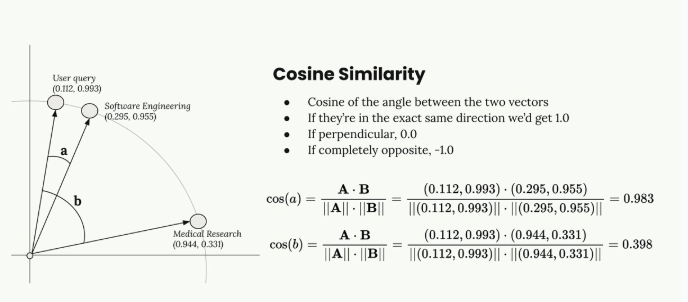 User query
(0.112, 0.993)
Software Engineering
(0.295, 0.955)
a
b
Medical Research
(0.944, 0.331)
Cosine Similarity
● Cosine of the angle between the two vectors
● If they're in the exact same direction we'd get 1.0
● If perpendicular, 0.0
● If completely opposite, -1.0
cos(a) = A · B / ||A|| · ||B|| = (0.112, 0.993) · (0.295, 0.955) / ||(0.112, 0.993)|| · ||(0.295, 0.955)|| = 0.983
cos(b) = A · B / ||A|| · ||B|| = (0.112, 0.993) · (0.944, 0.331) / ||(0.112, 0.993)|| · ||(0.944, 0.331)|| = 0.398